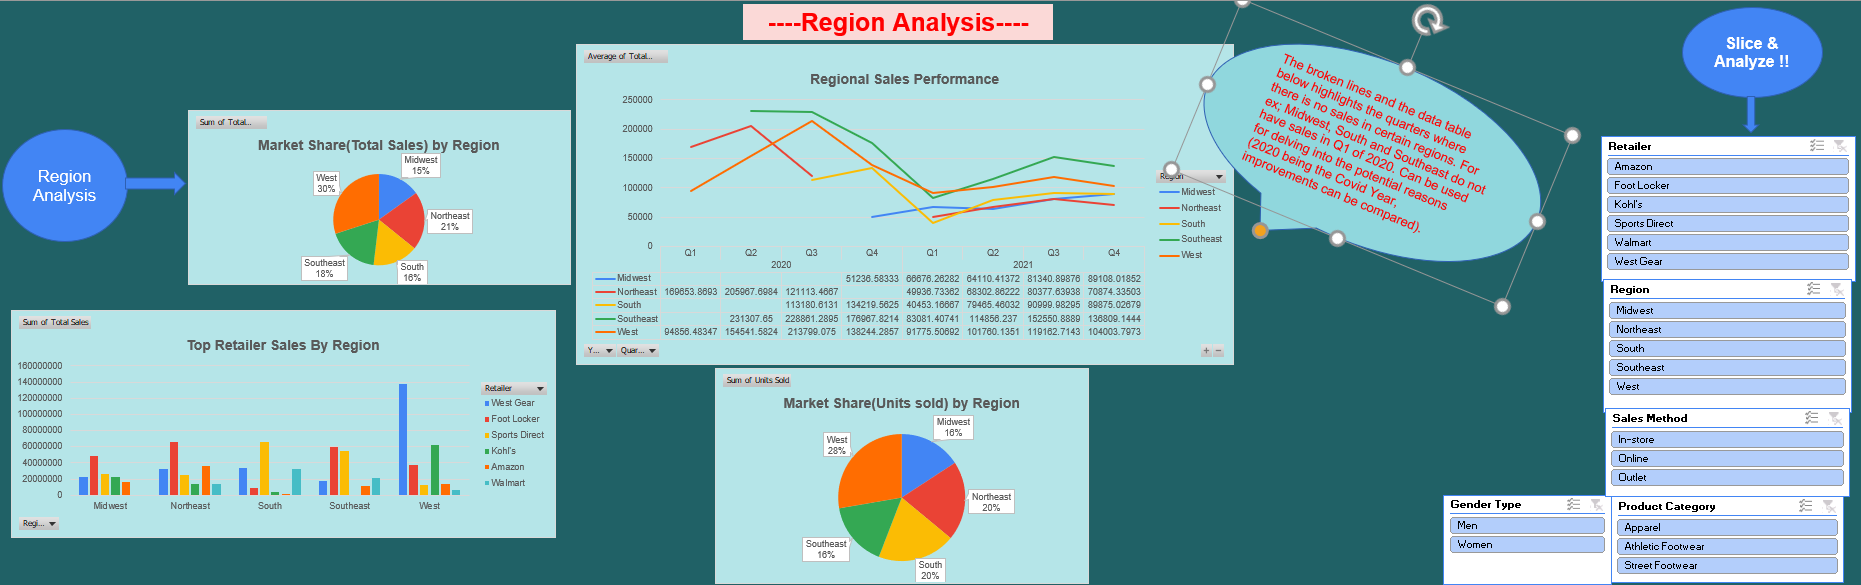 ----Region Analysis----
Region
Analysis
Sum of Total...
Market Share(Total Sales) by Region
Midwest
15%
Northeast
21%
South
16%
Southeast
18%
West
30%
Sum of Total Sales
Top Retailer Sales By Region
160000000
140000000
120000000
100000000
80000000
60000000
40000000
20000000
0
Midwest Northeast South Southeast West
Retailer
West Gear
Foot Locker
Sports Direct
Kohl's
Amazon
Walmart
Regi...
Average of Total...
Regional Sales Performance
250000
200000
150000
100000
50000
0
Q1 Q2 Q3 Q4 Q1 Q2 Q3 Q4
2020 2021
Midwest 51236.58333 66676.26282 64110.41372 81340.89876 89108.01852
Northeast 169653.8693 205967.6984 121113.4667 49936.73362 68302.86222 80377.63938 70874.33503
South 113180.6131 134219.5625 40453.16667 79465.46032 90999.98295 89875.02679
Southeast 231307.65 228861.2895 176967.8214 83081.40741 114856.237 152550.8889 136809.1444
West 94856.48347 154541.5824 213799.075 138244.2857 91775.50692 101760.1351 119162.7143 104003.7973
Y... Quar...
Region
Midwest
Northeast
South
Southeast
West
Sum of Units Sold
Market Share(Units sold) by Region
Midwest
16%
Northeast
20%
South
20%
Southeast
16%
West
28%
The broken lines and the data table
below highlights the quarters where
there is no sales in certain regions. For
ex; Midwest, South and Southeast do not
have sales in Q1 of 2020. Can be used
for delving into the potential reasons
(2020 being the Covid Year,
improvements can be compared).
Slice &
Analyze !!
Retailer
Amazon
Foot Locker
Kohl's
Sports Direct
Walmart
West Gear
Region
Midwest
Northeast
South
Southeast
West
Sales Method
In-store
Online
Outlet
Gender Type
Men
Women
Product Category
Apparel
Athletic Footwear
Street Footwear